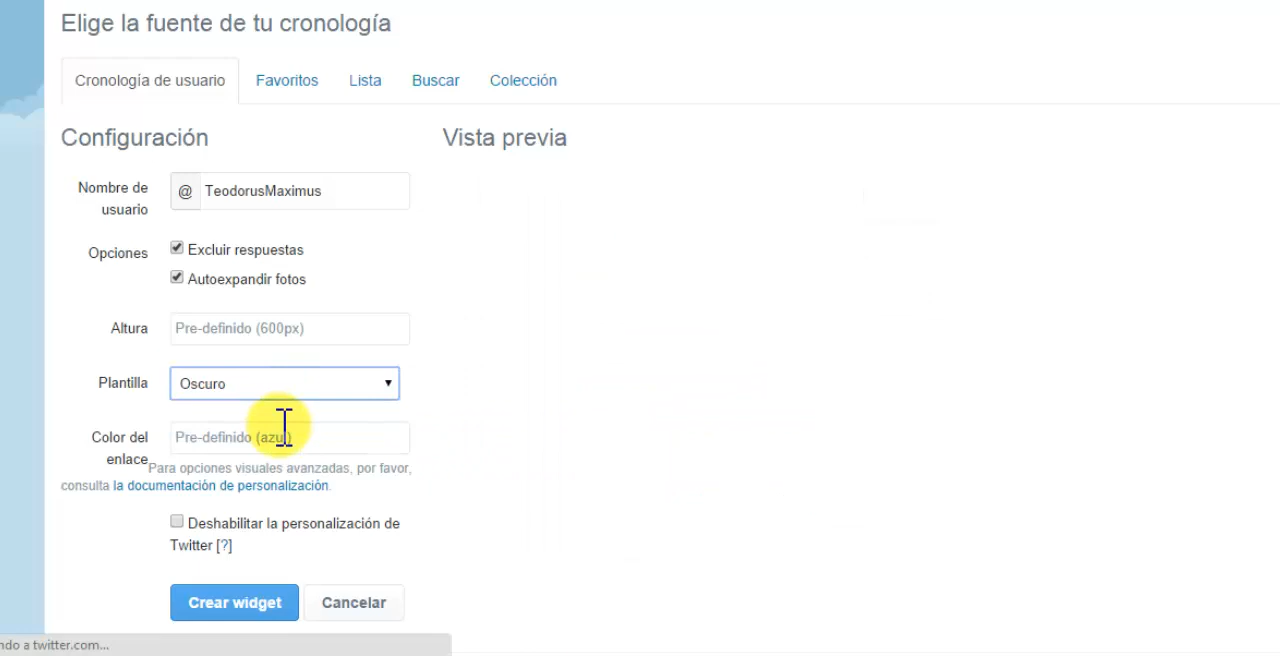 Elige la fuente de tu cronología
Cronología de usuario Favoritos Lista Buscar Colección
Configuración Vista previa
Nombre de
usuario
@ TeodorusMaximus
Opciones
Excluir respuestas
Autoexpandir fotos
Altura Pre-definido (600px)
Plantilla Oscuro
Color del
enlace
Pre-definido (azul)
Para opciones visuales avanzadas, por favor,
consulta la documentación de personalización.
Deshabilitar la personalización de
Twitter [?]
Crear widget Cancelar
ndo a twitter.com...